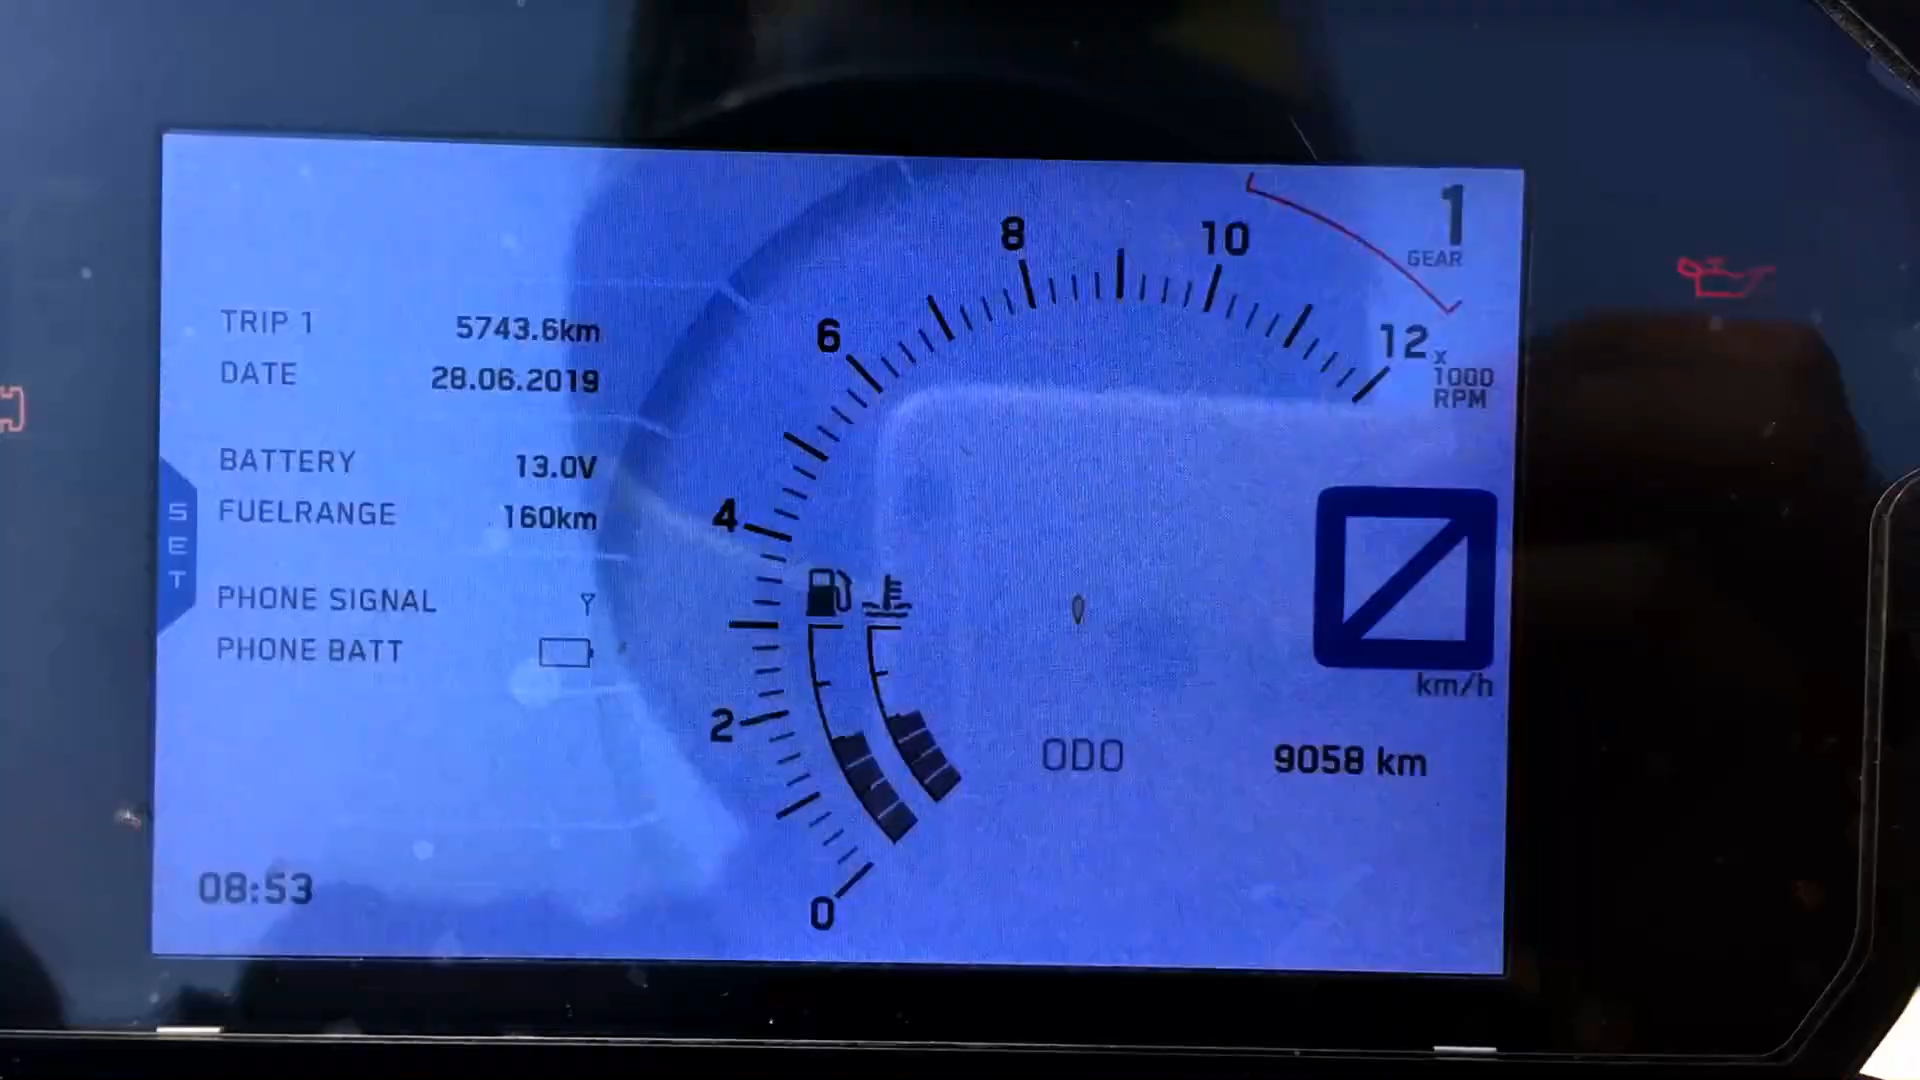 TRIP 1 5743.6km
DATE 28.06.2019
BATTERY 13.0V
FUELRANGE 160km
PHONE SIGNAL
PHONE BATT
SET
08:53
0
2
4
6
8
10
12
x
1000
RPM
1
GEAR
0
km/h
ODO 9058 km